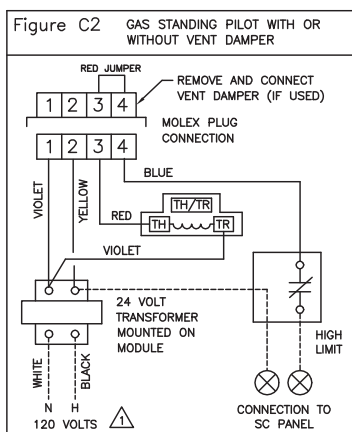 Figure C2 GAS STANDING PILOT WITH OR
WITHOUT VENT DAMPER
RED JUMPER
REMOVE AND CONNECT
VENT DAMPER (IF USED)
1 2 3 4
MOLEX PLUG
CONNECTION
1 2 3 4
BLUE
VIOLET
YELLOW
RED
TH/TR
TH
TR
VIOLET
24 VOLT
TRANSFORMER
MOUNTED ON
MODULE
HIGH
LIMIT
WHITE
BLACK
N H
120 VOLTS 1
CONNECTION TO
SC PANEL